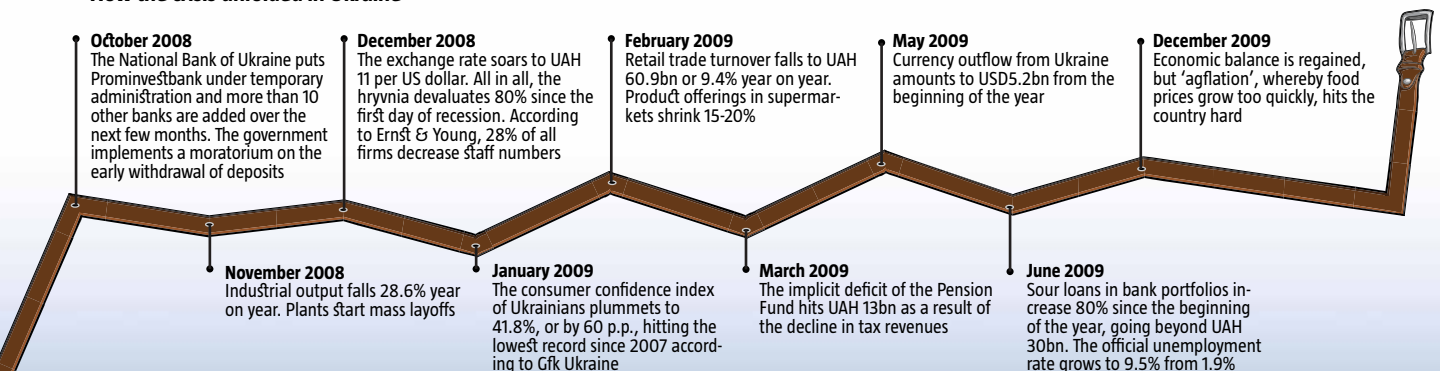 How the crisis unfolded in Ukraine
October 2008
The National Bank of Ukraine puts
Prominvestbank under temporary
administration and more than 10
other banks are added over the
next few months. The government
implements a moratorium on the
early withdrawal of deposits
November 2008
Industrial output falls 28.6% year
on year. Plants start mass layoffs
December 2008
The exchange rate soars to UAH
11 per US dollar. All in all, the
hryvnia devaluates 80% since the
first day of recession. According
to Ernst & Young, 28% of all
firms decrease staff numbers
January 2009
The consumer confidence index
of Ukrainians plummets to
41.8%, or by 60 p.p., hitting the
lowest record since 2007 accord-
ing to Gfk Ukraine
February 2009
Retail trade turnover falls to UAH
60.9bn or 9.4% year on year.
Product offerings in supermar-
kets shrink 15-20%
March 2009
The implicit deficit of the Pension
Fund hits UAH 13bn as a result of
the decline in tax revenues
May 2009
Currency outflow from Ukraine
amounts to USD5.2bn from the
beginning of the year
June 2009
Sour loans in bank portfolios in-
crease 80% since the beginning
of the year, going beyond UAH
30bn. The official unemployment
rate grows to 9.5% from 1.9%
December 2009
Economic balance is regained,
but ‘agflation’, whereby food
prices grow too quickly, hits the
country hard